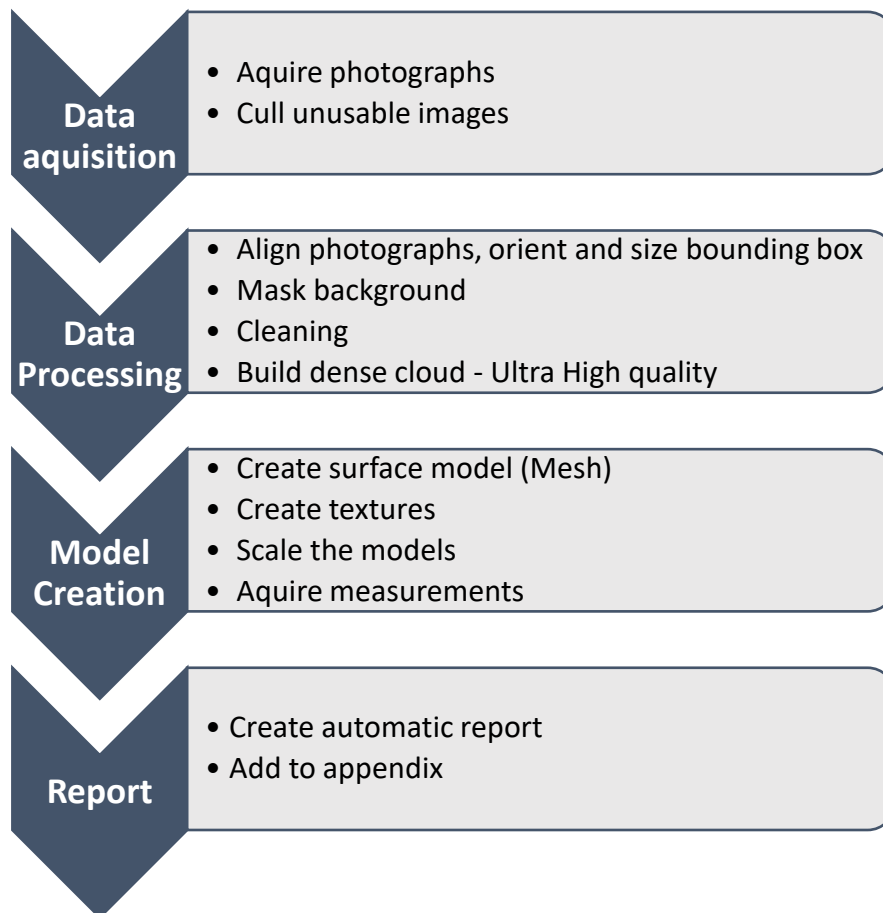 Data
aquisition
• Aquire photographs
• Cull unusable images
Data
Processing
• Align photographs, orient and size bounding box
• Mask background
• Cleaning
• Build dense cloud - Ultra High quality
Model
Creation
• Create surface model (Mesh)
• Create textures
• Scale the models
• Aquire measurements
Report
• Create automatic report
• Add to appendix